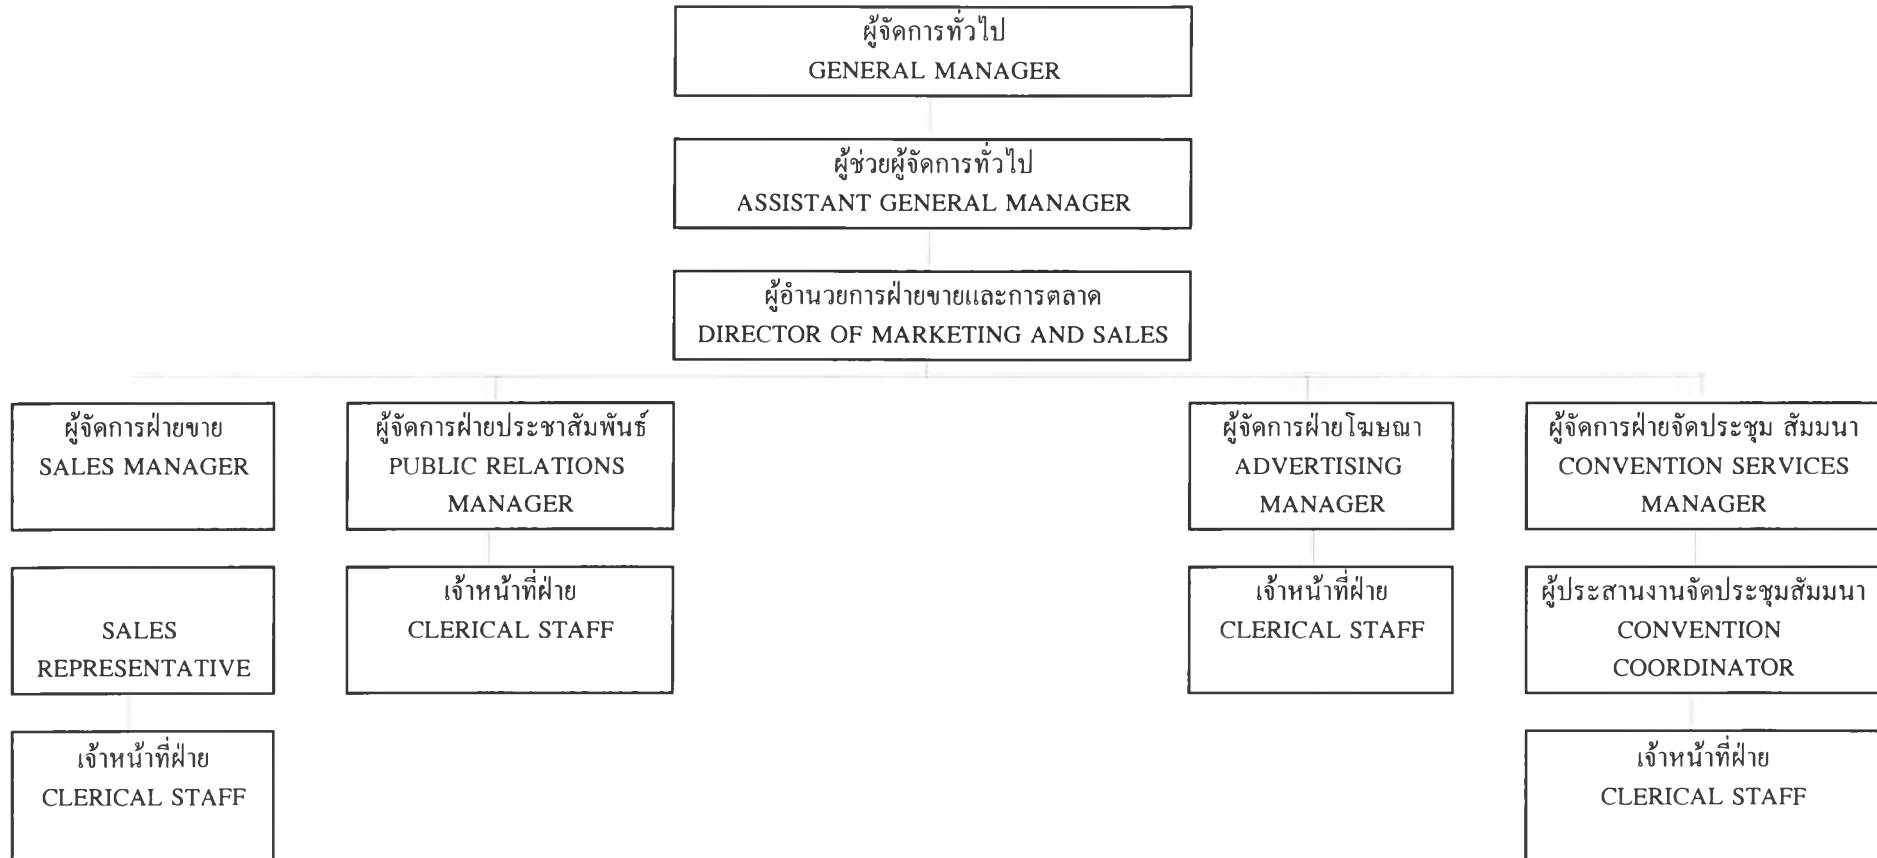 ผู้จัดการทั่วไป
GENERAL MANAGER
ผู้ช่วยผู้จัดการทั่วไป
ASSISTANT GENERAL MANAGER
ผู้อำนวยการฝ่ายขายและการตลาด
DIRECTOR OF MARKETING AND SALES
ผู้จัดการฝ่ายขาย
SALES MANAGER
ผู้จัดการฝ่ายประชาสัมพันธ์
PUBLIC RELATIONS
MANAGER
ผู้จัดการฝ่ายโฆษณา
ADVERTISING
MANAGER
ผู้จัดการฝ่ายจัดประชุม สัมมนา
CONVENTION SERVICES
MANAGER
SALES
REPRESENTATIVE
เจ้าหน้าที่ฝ่าย
CLERICAL STAFF
เจ้าหน้าที่ฝ่าย
CLERICAL STAFF
ผู้ประสานงานจัดประชุมสัมมนา
CONVENTION
COORDINATOR
เจ้าหน้าที่ฝ่าย
CLERICAL STAFF
เจ้าหน้าที่ฝ่าย
CLERICAL STAFF